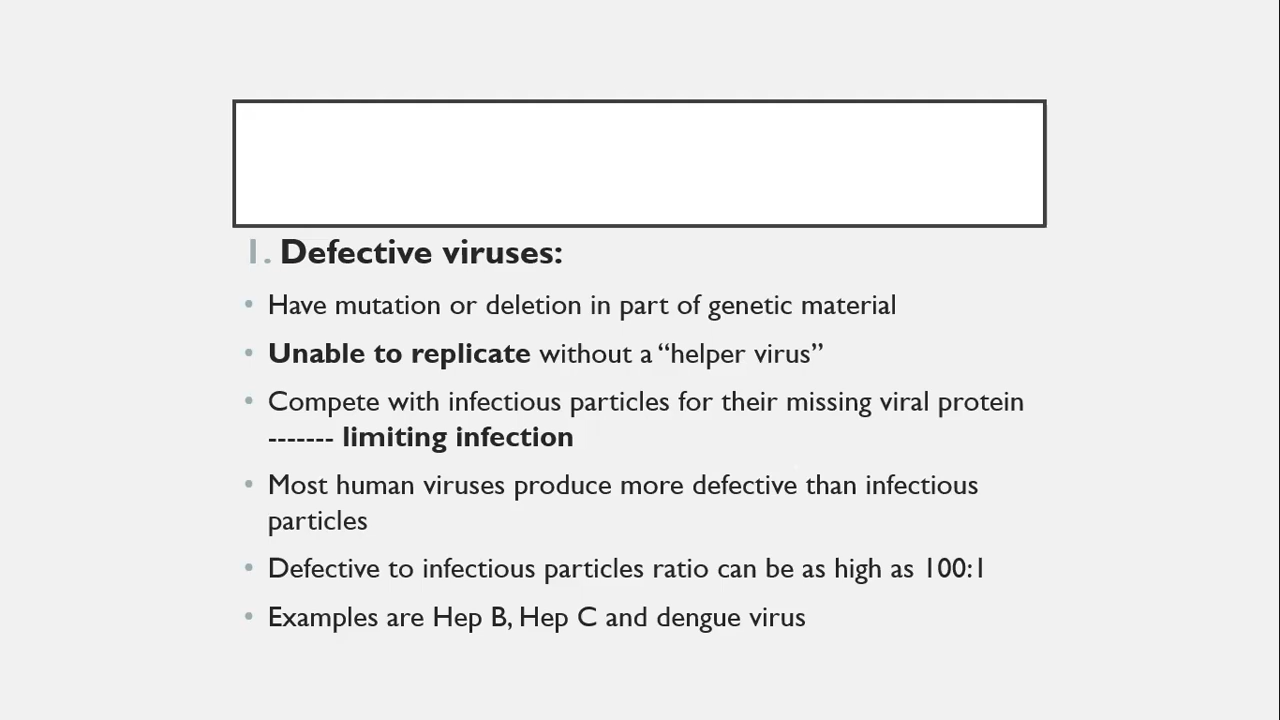 1. Defective viruses:
• Have mutation or deletion in part of genetic material
• Unable to replicate without a “helper virus”
• Compete with infectious particles for their missing viral protein
------- limiting infection
• Most human viruses produce more defective than infectious
particles
• Defective to infectious particles ratio can be as high as 100:1
• Examples are Hep B, Hep C and dengue virus